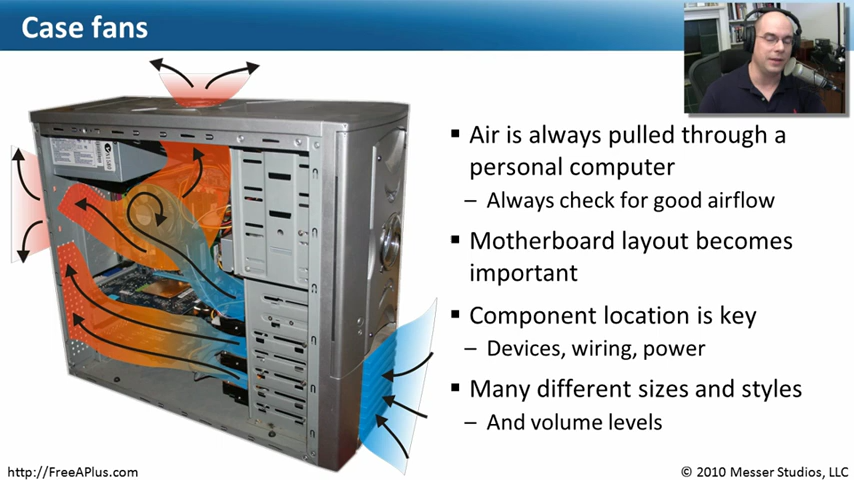 Case fans
▪ Air is always pulled through a
personal computer
– Always check for good airflow
▪ Motherboard layout becomes
important
▪ Component location is key
– Devices, wiring, power
▪ Many different sizes and styles
– And volume levels
http://FreeAPlus.com
© 2010 Messer Studios, LLC